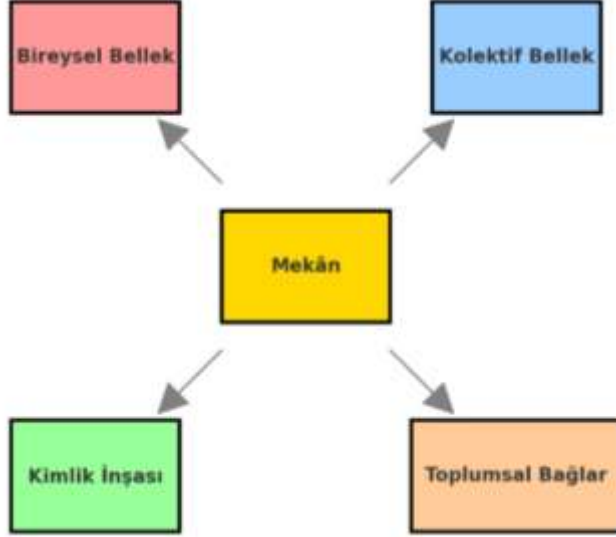 Bireysel Bellek
Kolektif Bellek
Mekân
Kimlik İnşası
Toplumsal Bağlar